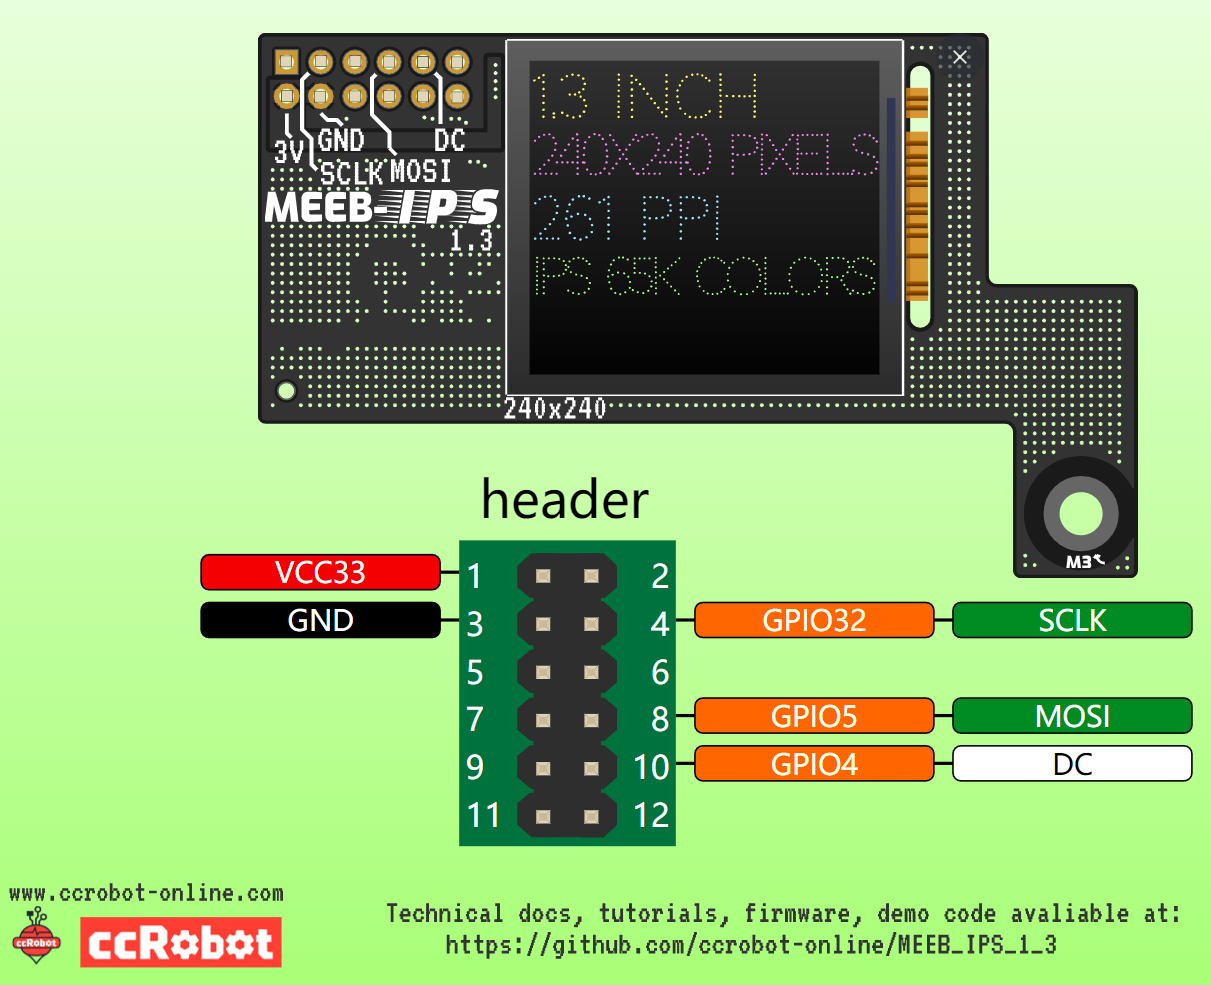 1.3 INCH
240X240 PIXELS
261 PPI
IPS 65K COLORS
3V GND DC
SCLK MOSI
MEEB-IPS
1.3
240x240
M3
header
VCC33 1 2
GND 3 4 GPIO32 SCLK
5 6
7 8 GPIO5 MOSI
9 10 GPIO4 DC
11 12
www.ccrobot-online.com
ccRobot
ccRobot
Technical docs, tutorials, firmware, demo code avaliable at:
https://github.com/ccrobot-online/MEEB_IPS_1_3